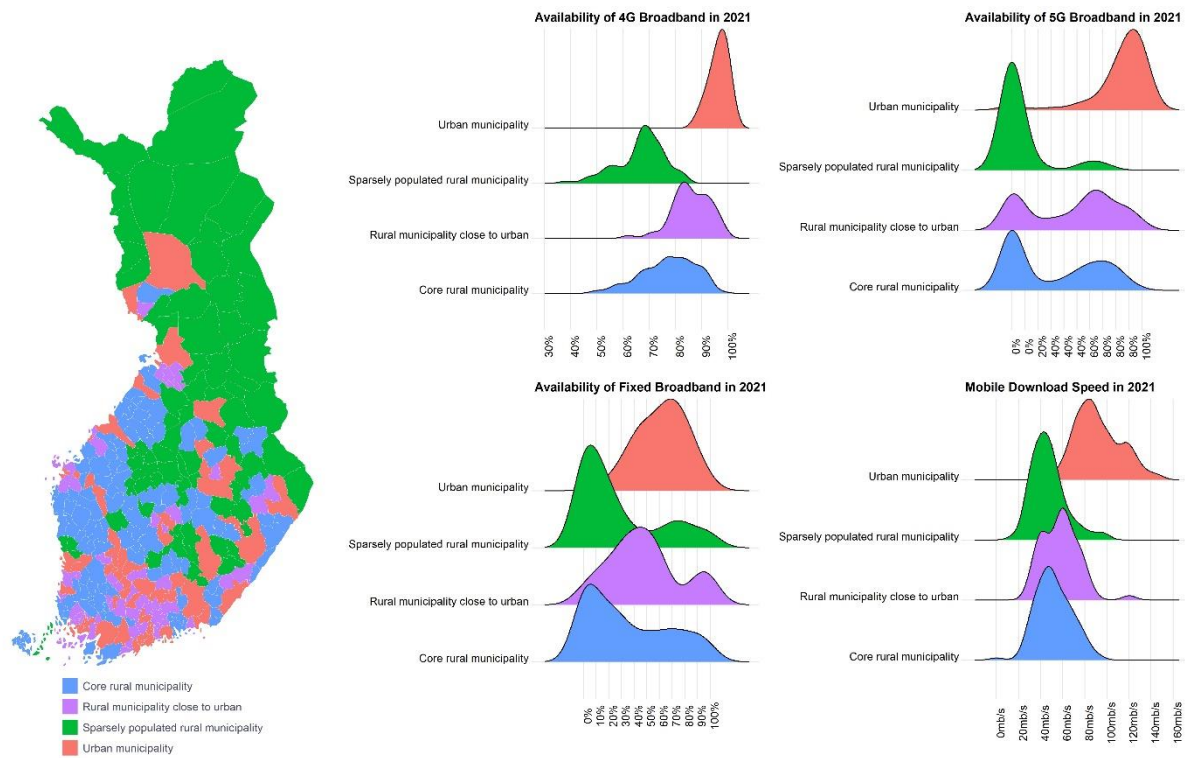 Availability of 4G Broadband in 2021
Urban municipality
Sparsely populated rural municipality
Rural municipality close to urban
Core rural municipality
30%
40%
50%
60%
70%
80%
90%
100%
Availability of 5G Broadband in 2021
Urban municipality
Sparsely populated rural municipality
Rural municipality close to urban
Core rural municipality
0%
0%
20%
40%
40%
60%
80%
80%
100%
Availability of Fixed Broadband in 2021
Urban municipality
Sparsely populated rural municipality
Rural municipality close to urban
Core rural municipality
0%
10%
20%
30%
40%
50%
60%
70%
80%
90%
100%
Mobile Download Speed in 2021
Urban municipality
Sparsely populated rural municipality
Rural municipality close to urban
Core rural municipality
0mb/s
20mb/s
40mb/s
60mb/s
80mb/s
100mb/s
120mb/s
140mb/s
160mb/s
Core rural municipality
Rural municipality close to urban
Sparsely populated rural municipality
Urban municipality